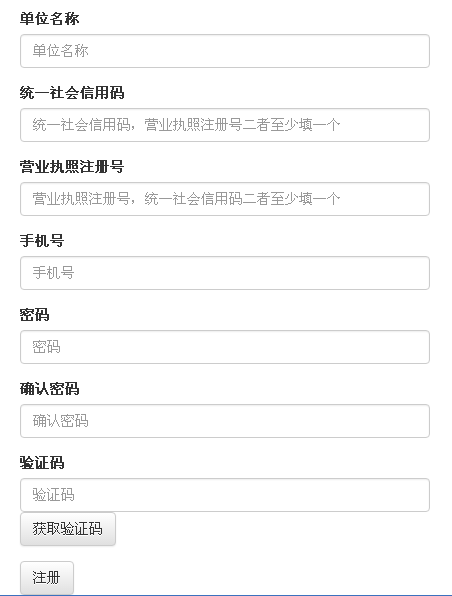 单位名称
单位名称
统一社会信用码
统一社会信用码，营业执照注册号二者至少填一个
营业执照注册号
营业执照注册号，统一社会信用码二者至少填一个
手机号
手机号
密码
密码
确认密码
确认密码
验证码
验证码
获取验证码
注册